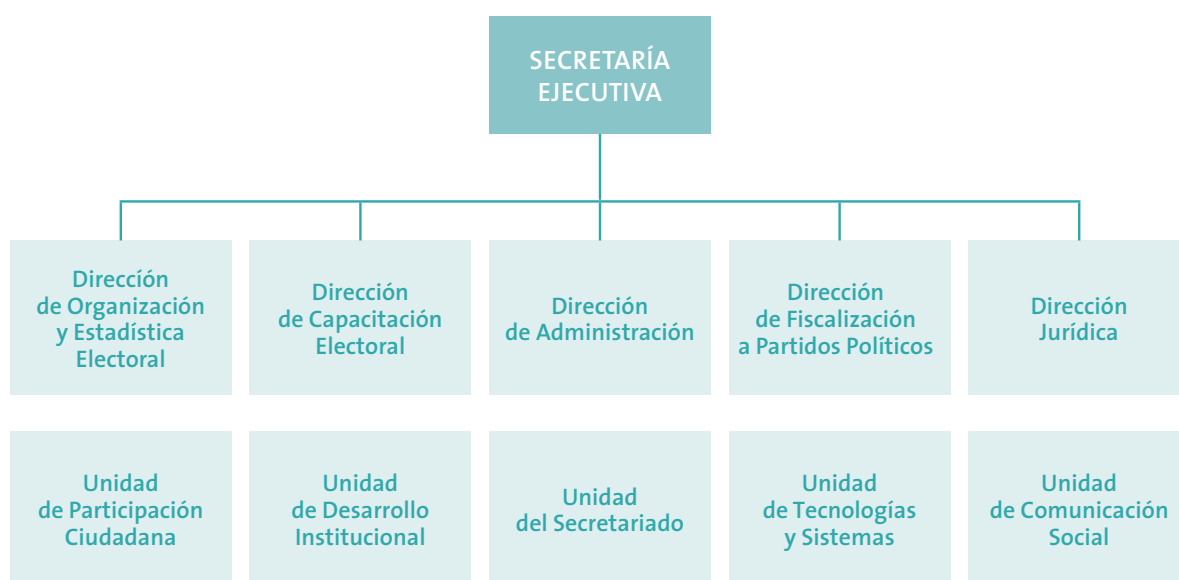 SECRETARÍA
EJECUTIVA
Direccíón
de Organización
y Estadística
Electoral
Dirección
de Capacitación
Electoral
Dirección
de Administración
Dirección
de Fiscalización
a Partidos Políticos
Dirección
Jurídica
Unidad
de Participación
Ciudadana
Unidad
de Desarrollo
Institucional
Unidad
del Secretariado
Unidad
de Tecnologías
y Sistemas
Unidad
de Comunicación
Social